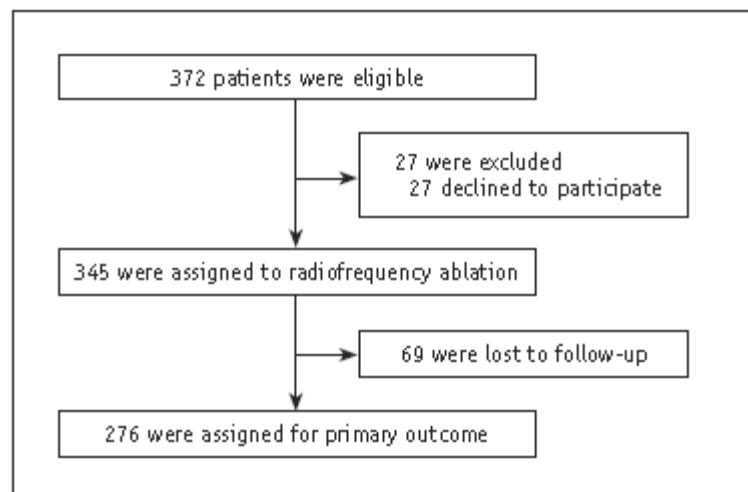 372 patients were eligible
27 were excluded
27 declined to participate
345 were assigned to radiofrequency ablation
69 were lost to follow-up
276 were assigned for primary outcome